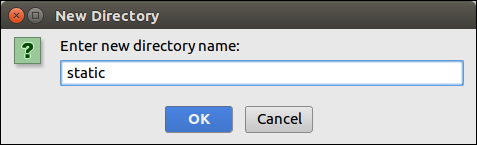 New Directory
Enter new directory name:
static
OK
Cancel